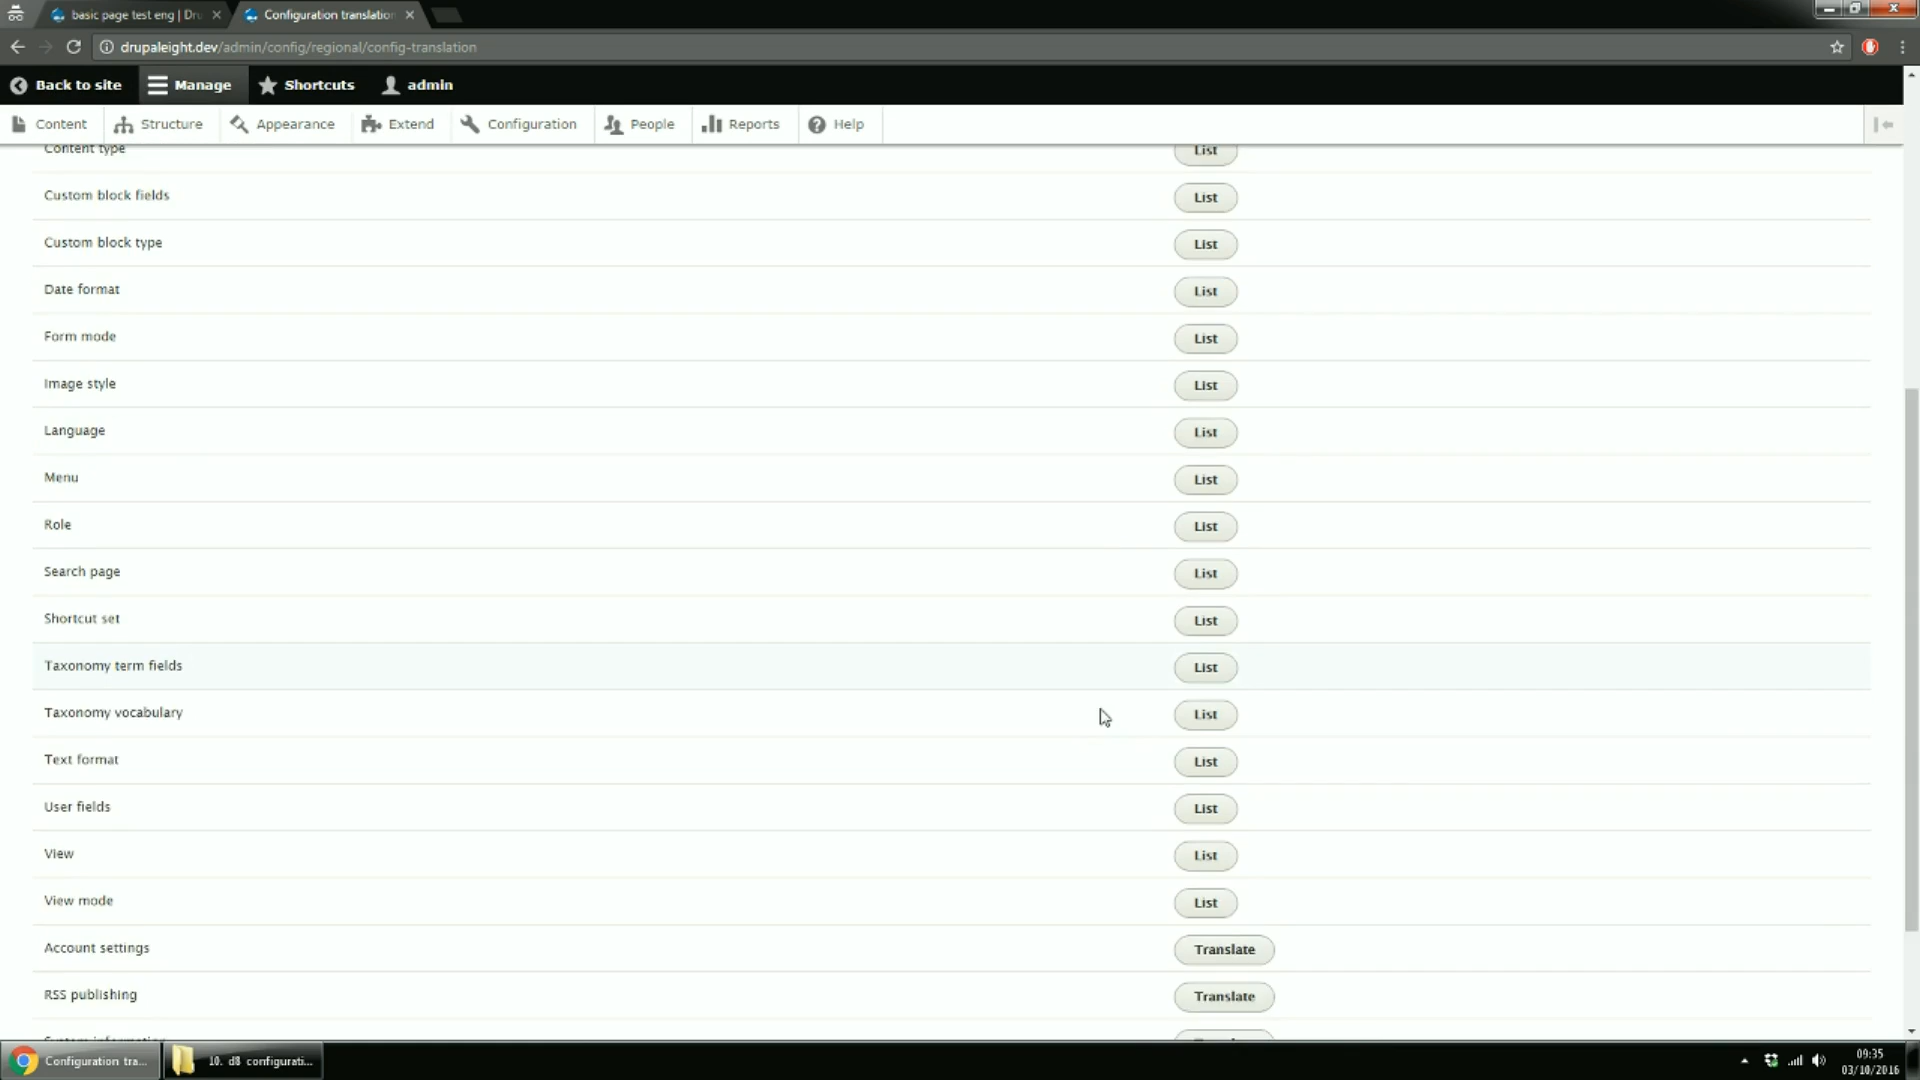 basic page test eng | Dru
Configuration translation
drupaleight.dev/admin/config/regional/config-translation
Back to site Manage Shortcuts admin
Content Structure Appearance Extend Configuration People Reports Help
Content type List
Custom block fields List
Custom block type List
Date format List
Form mode List
Image style List
Language List
Menu List
Role List
Search page List
Shortcut set List
Taxonomy term fields List
Taxonomy vocabulary List
Text format List
User fields List
View List
View mode List
Account settings Translate
RSS publishing Translate
Configuration tra... 10. d8 configurati...
09:35
03/10/2016